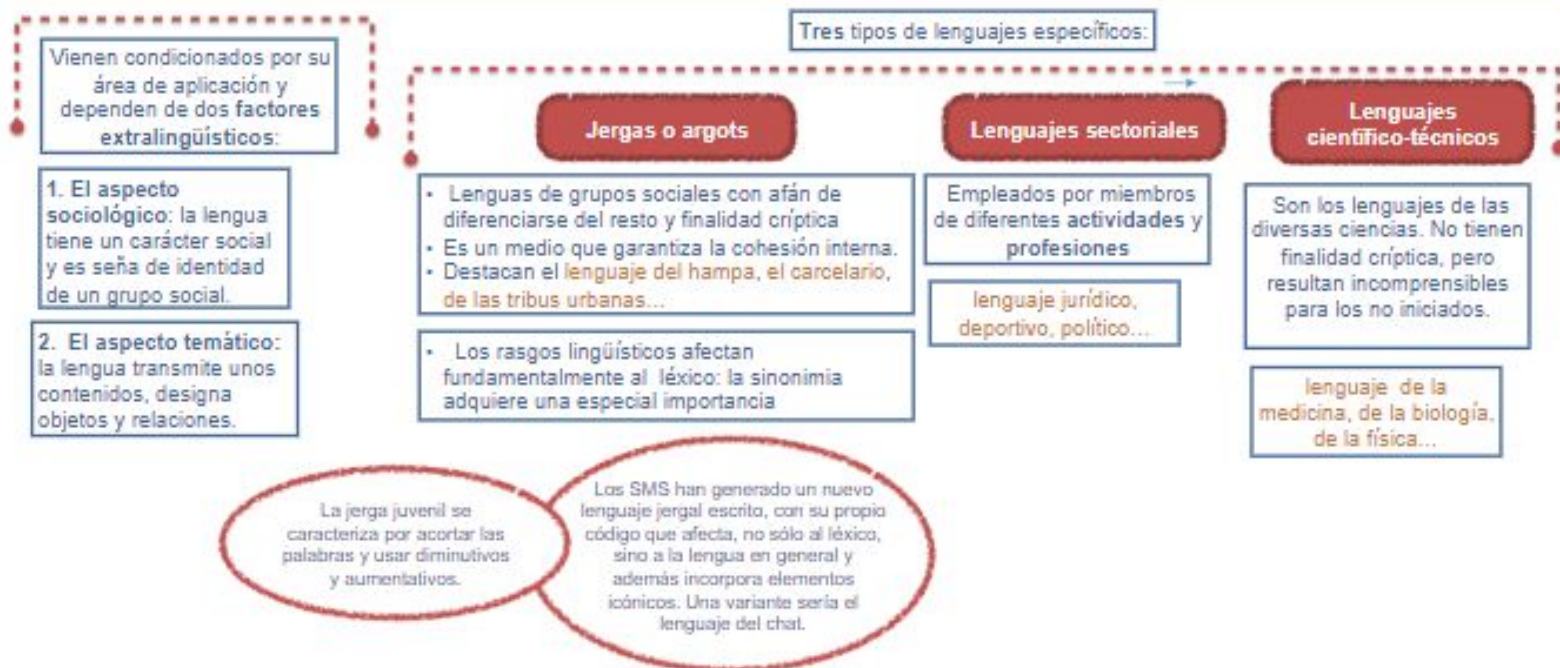 Vienen condicionados por su
área de aplicación y
dependen de dos factores
extralingüísticos:
1. El aspecto
sociológico: la lengua
tiene un carácter social
y es seña de identidad
de un grupo social.
2. El aspecto temático:
la lengua transmite unos
contenidos, designa
objetos y relaciones.
Tres tipos de lenguajes específicos:
Jergas o argots
• Lenguas de grupos sociales con afán de
diferenciarse del resto y finalidad críptica
• Es un medio que garantiza la cohesión interna.
• Destacan el lenguaje del hampa, el carcelario,
de las tribus urbanas...
• Los rasgos lingüísticos afectan
fundamentalmente al léxico: la sinonimia
adquiere una especial importancia
Lenguajes sectoriales
Empleados por miembros
de diferentes actividades y
profesiones
lenguaje jurídico,
deportivo, político...
Lenguajes
científico-técnicos
Son los lenguajes de las
diversas ciencias. No tienen
finalidad críptica, pero
resultan incomprensibles
para los no iniciados.
lenguaje de la
medicina, de la biología,
de la física...
La jerga juvenil se
caracteriza por acortar las
palabras y usar diminutivos
y aumentativos.
Los SMS han generado un nuevo
lenguaje jergal escrito, con su propio
código que afecta, no sólo al léxico,
sino a la lengua en general y
además incorpora elementos
icónicos. Una variante sería el
lenguaje del chat.